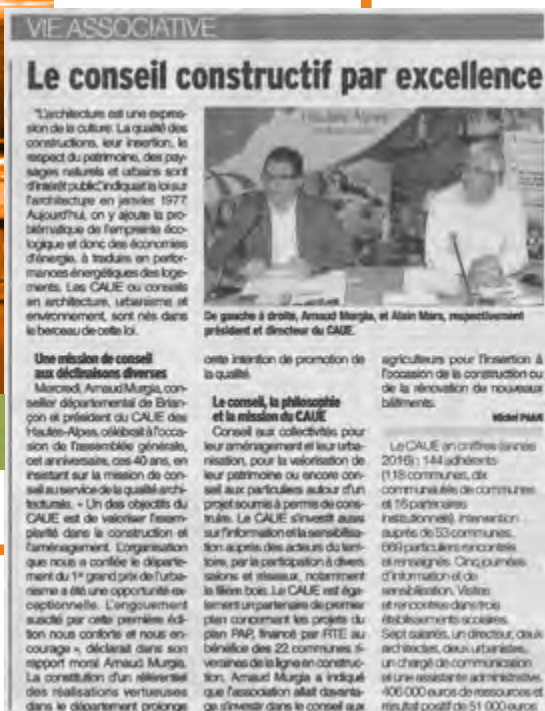 VIE ASSOCIATIVE
Le conseil constructif par excellence
"L'architecture est une expres-
sion de la culture. La qualité des
constructions, leur insertion, le
respect du patrimoine, des pay-
sages naturels et urbains sont
d'intérêt public", indiquait la loi sur
l'architecture en janvier 1977.
Aujourd'hui, on y ajoute la pro-
blématique de l'empreinte éco-
logique et donc des économies
d'énergie, à traduire en perfor-
mances énergétiques des loge-
ments. Les CAUE ou conseils
en architecture, urbanisme et
environnement, sont nés dans
le berceau de cette loi.
Une mission de conseil
aux déclinaisons diverses
Mercredi, Arnaud Murgia, con-
seiller départemental de Brian-
çon et président du CAUE des
Hautes-Alpes, célébrait à l'occa-
sion de l'assemblée générale,
cet anniversaire, ces 40 ans, en
insistant sur la mission de con-
seil au service de la qualité archi-
tecturale. « Un des objectifs du
CAUE est de valoriser l'exem-
plarité dans la construction et
l'aménagement. L'organisation
que nous a confiée le départe-
ment du 1er grand prix de l'urba-
nisme a été une opportunité ex-
ceptionnelle. L'engouement
suscité par cette première édi-
tion nous conforte et nous en-
courage », déclarait dans son
rapport moral Arnaud Murgia.
La constitution d'un référentiel
des réalisations vertueuses
dans le département prolonge
Hautes-Alpes
De gauche à droite, Arnaud Murgia, et Alain Mars, respectivement
président et directeur du CAUE.
cette intention de promotion de
la qualité.
Le conseil, la philosophie
et la mission du CAUE
Conseil aux collectivités pour
leur aménagement et leur urba-
nisation, pour la valorisation de
leur patrimoine ou encore con-
seil aux particuliers autour d'un
projet soumis à permis de cons-
truire. Le CAUE s'investit aussi
sur l'information et la sensibilisa-
tion auprès des acteurs du terri-
toire, par la participation à divers
salons et réseaux, notamment
la filière bois. Le CAUE est éga-
lement un partenaire de premier
plan concernant les projets du
plan PAP, financé par RTE au
bénéfice des 22 communes ri-
veraines de la ligne en construc-
tion. Arnaud Murgia a indiqué
que l'association allait davanta-
ge s'investir dans le conseil aux
agriculteurs pour l'insertion à
l'occasion de la construction ou
de la rénovation de nouveaux
bâtiments.
Michel
Le CAUE en chiffres (année
2016) : 144 adhérents
(118 communes, dix
communautés de communes
et 16 partenaires
institutionnels). Intervention
auprès de 53 communes,
669 particuliers rencontrés
et renseignés. Cinq journées
d'information et de
sensibilisation. Visites
et rencontres dans trois
établissements scolaires.
Sept salariés, un directeur, deux
architectes, deux urbanistes,
un chargé de communication
et une assistante administrative.
406 000 euros de ressources et
résultat positif de 51 000 euros.